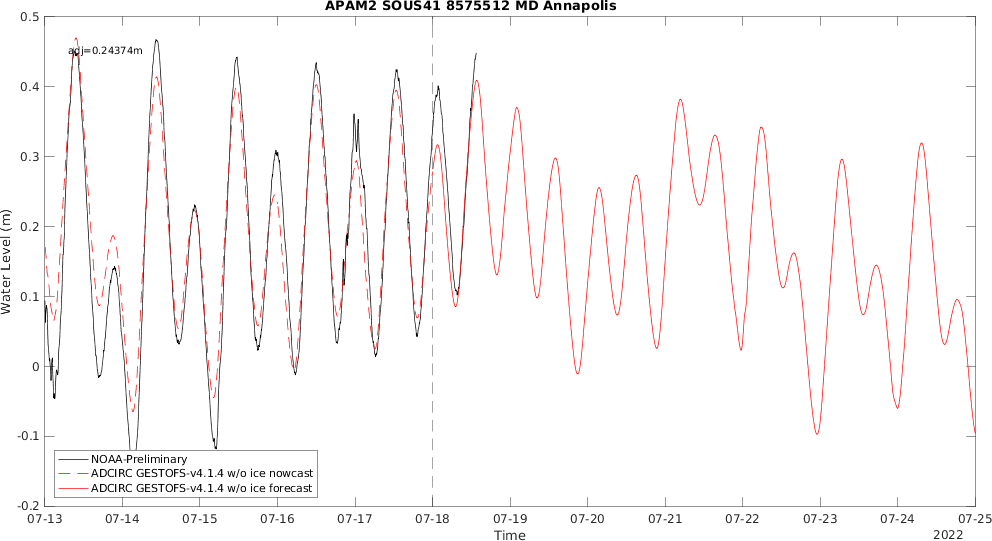 APAM2 SOUS41 8575512 MD Annapolis
adj=0.24374m
0.5
0.4
0.3
0.2
0.1
0
-0.1
-0.2
Water Level (m)
NOAA-Preliminary
ADCIRC GESTOFS-v4.1.4 w/o ice nowcast
ADCIRC GESTOFS-v4.1.4 w/o ice forecast
07-13 07-14 07-15 07-16 07-17 07-18 07-19 07-20 07-21 07-22 07-23 07-24 07-25
Time
2022